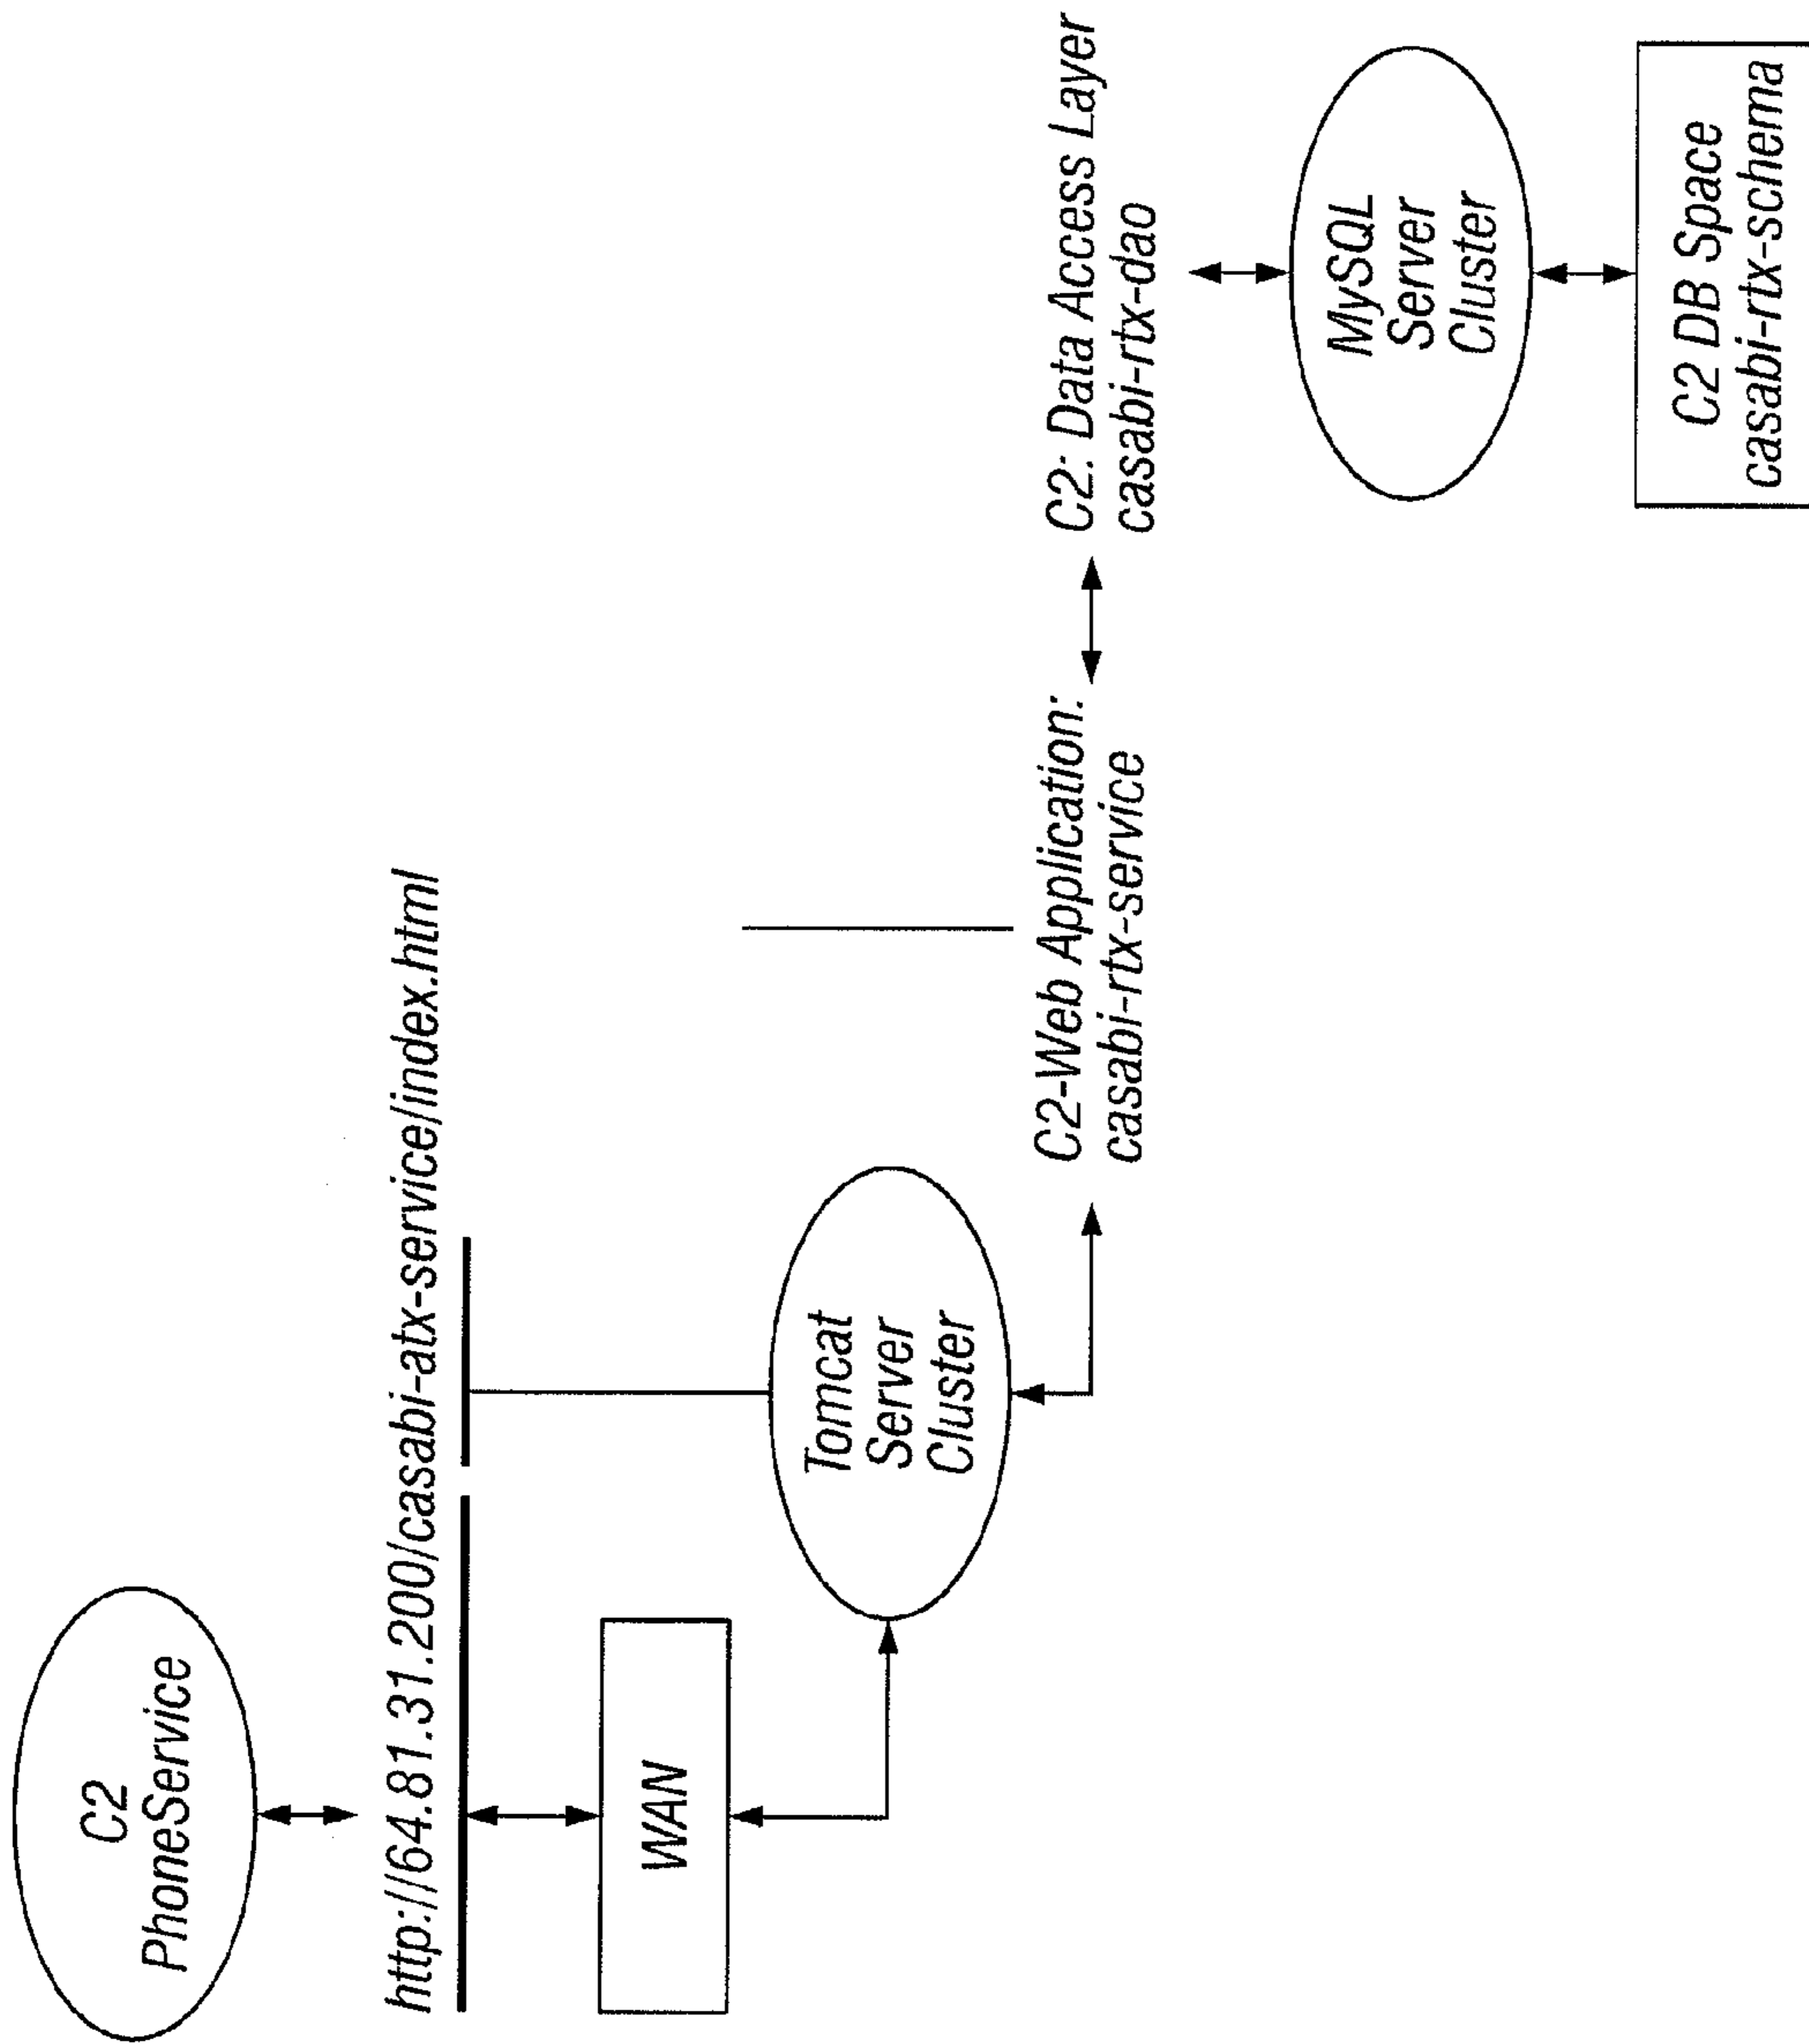 C2
PhoneService
http://64.81.31.200/casabi-atx-service/index.html
WAN
Tomcat
Server
Cluster
C2-Web Application:
casabi-rtx-service
C2: Data Access Layer
casabi-rtx-dao
MySQL
Server
Cluster
C2 DB Space
casabi-rtx-schema